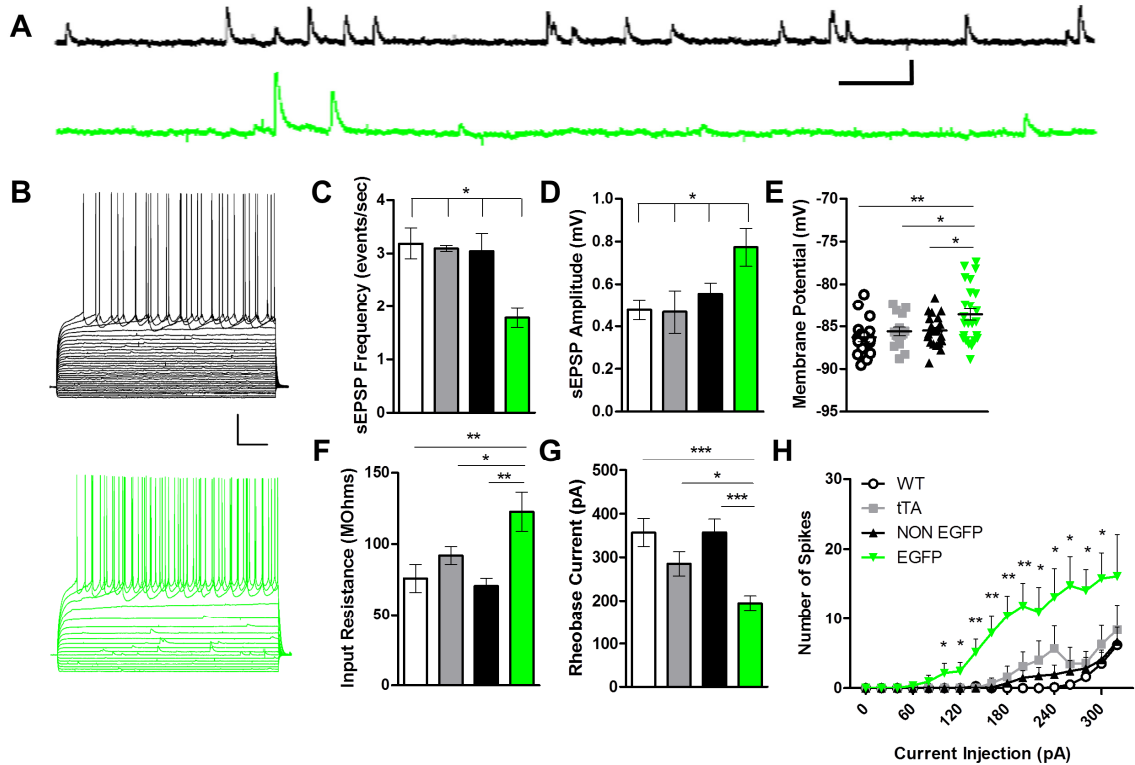 A
B
C
sEPSP Frequency (events/sec)
4
3
2
1
0
*
D
sEPSP Amplitude (mV)
1.0
0.8
0.6
0.4
0.2
0.0
*
E
Membrane Potential (mV)
-70
-75
-80
-85
-90
-95
**
*
*
F
Input Resistance (MOhms)
150
100
50
0
**
*
**
G
Rheobase Current (pA)
500
400
300
200
100
0
***
*
***
H
Number of Spikes
30
20
10
0
WT
tTA
NON EGFP
EGFP
* * ** ** ** ** * * * * *
0 60 120 180 240 300
Current Injection (pA)